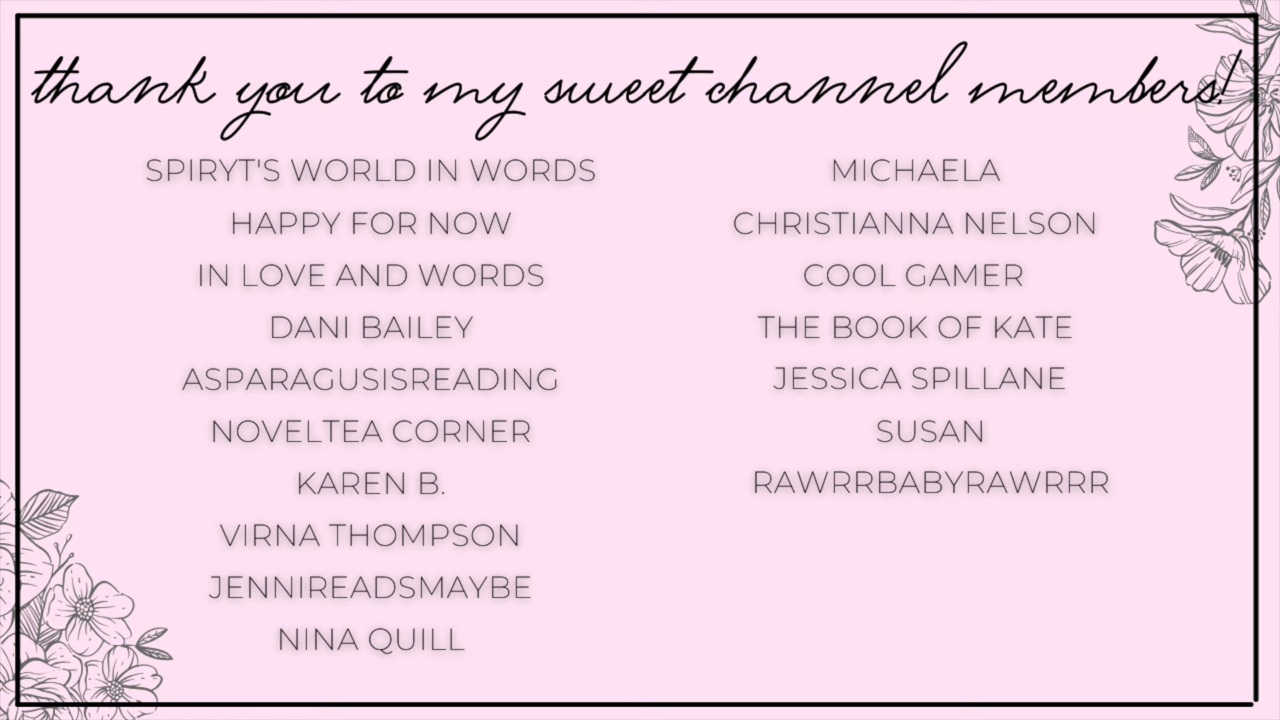 thank you to my sweet channel members!
SPIRYT'S WORLD IN WORDS
HAPPY FOR NOW
IN LOVE AND WORDS
DANI BAILEY
ASPARAGUSISREADING
NOVELTEA CORNER
KAREN B.
VIRNA THOMPSON
JENNIREADSMAYBE
NINA QUILL
MICHAELA
CHRISTIANNA NELSON
COOL GAMER
THE BOOK OF KATE
JESSICA SPILLANE
SUSAN
RAWRRBABYRAWRRR